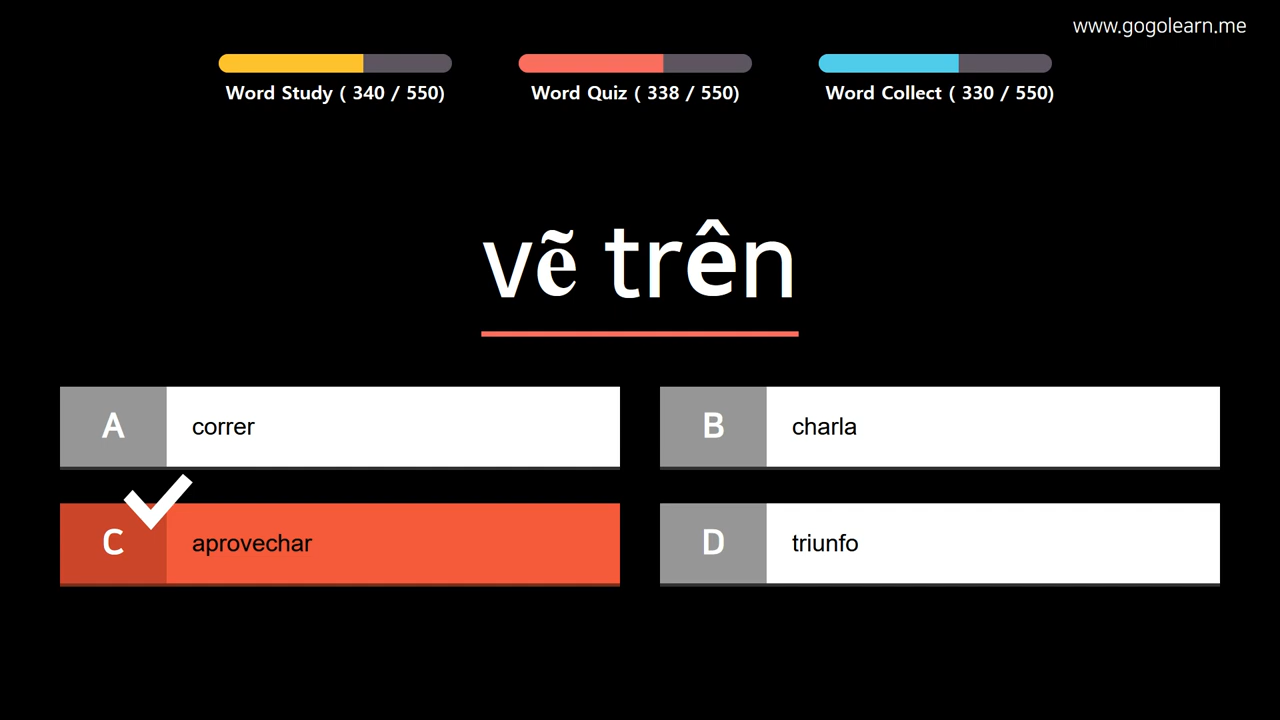 www.gogolearn.me
Word Study ( 340 / 550)
Word Quiz ( 338 / 550)
Word Collect ( 330 / 550)
vẽ trên
A correr
B charla
C aprovechar
D triunfo